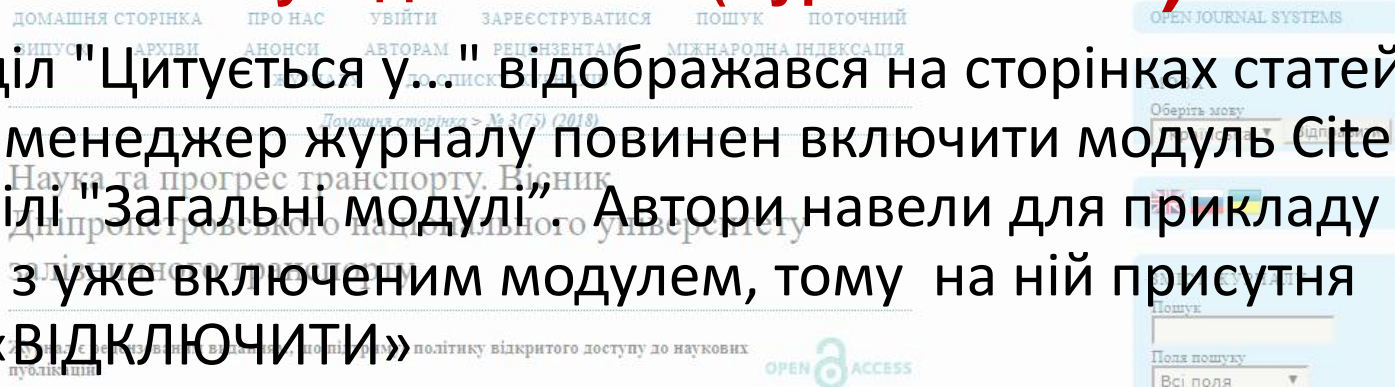 ДОМАШНЯ СТОРІНКА ПРО НАС УВІЙТИ ЗАРЕЄСТРУВАТИСЯ ПОШУК ПОТОЧНИЙ
OPEN JOURNAL SYSTEMS
АРХІВИ АНОНСИ АВТОРАМ РЕЦЕНЗЕНТАМ МІЖНАРОДНА ІНДЕКСАЦІЯ
іл "Цитується у..." відображався на сторінках статей
Домашня сторінка > № 3(75) (2018)
Оберіть мову
менеджер журналу повинен включити модуль Cite
Наука та прогрес транспорту. Вісник
ілі "Загальні модулі”. Автори навели для прикладу
Дніпропетровського національного університету
залізничного транспорту
з уже включеним модулем, тому на ній присутня
Пошук
«ВІДКЛЮЧИТИ»
політику відкритого доступу до наукових
публікацій
OPEN ACCESS
Поля пошуку
Всі поля